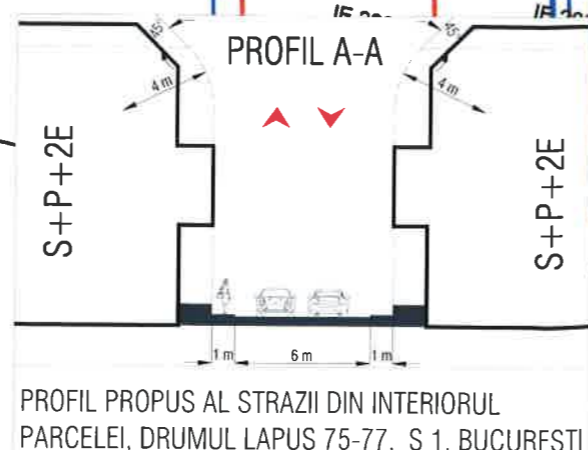 PROFIL A-A
45°
45°
4 m
4 m
S+P+2E
S+P+2E
1 m
6 m
1 m
PROFIL PROPUS AL STRAZII DIN INTERIORUL
PARCELEI, DRUMUL LAPUS 75-77, S 1, BUCURESTI